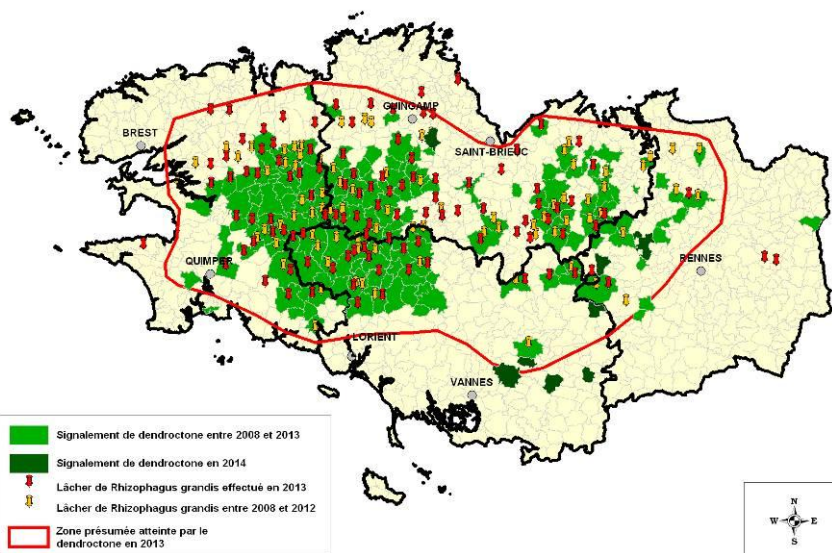 GUINGAMP
BREST
SAINT-BRIEUC
QUIMPER
RENNES
LORIENT
VANNES
Signalement de dendroctone entre 2008 et 2013
Signalement de dendroctone en 2014
Lâcher de Rhizophagus grandis effectué en 2013
Lâcher de Rhizophagus grandis entre 2008 et 2012
Zone présumée atteinte par le
dendroctone en 2013
N
W E
S